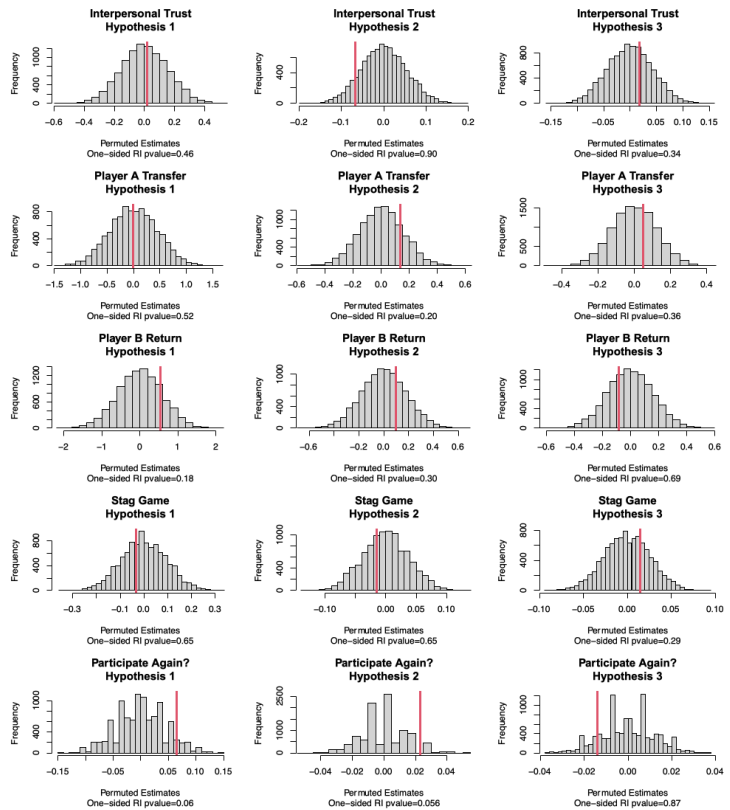 Interpersonal Trust
Hypothesis 1
Frequency
0 400 1000
−0.6 −0.4 −0.2 0.0 0.2 0.4
Permuted Estimates
One−sided RI pvalue=0.46
Interpersonal Trust
Hypothesis 2
Frequency
0 400
−0.2 −0.1 0.0 0.1 0.2
Permuted Estimates
One−sided RI pvalue=0.90
Interpersonal Trust
Hypothesis 3
Frequency
0 400 800
−0.15 −0.05 0.00 0.05 0.10 0.15
Permuted Estimates
One−sided RI pvalue=0.34
Player A Transfer
Hypothesis 1
Frequency
0 400 800
−1.5 −1.0 −0.5 0.0 0.5 1.0 1.5
Permuted Estimates
One−sided RI pvalue=0.52
Player A Transfer
Hypothesis 2
Frequency
0 400 1000
−0.6 −0.4 −0.2 0.0 0.2 0.4 0.6
Permuted Estimates
One−sided RI pvalue=0.20
Player A Transfer
Hypothesis 3
Frequency
0 500 1500
−0.4 −0.2 0.0 0.2 0.4
Permuted Estimates
One−sided RI pvalue=0.36
Player B Return
Hypothesis 1
Frequency
0 600 1200
−2 −1 0 1 2
Permuted Estimates
One−sided RI pvalue=0.18
Player B Return
Hypothesis 2
Frequency
0 400 1000
−0.6 −0.2 0.0 0.2 0.4 0.6
Permuted Estimates
One−sided RI pvalue=0.30
Player B Return
Hypothesis 3
Frequency
0 400 1000
−0.6 −0.4 −0.2 0.0 0.2 0.4 0.6
Permuted Estimates
One−sided RI pvalue=0.69
Stag Game
Hypothesis 1
Frequency
0 400 800
−0.3 −0.1 0.0 0.1 0.2 0.3
Permuted Estimates
One−sided RI pvalue=0.65
Stag Game
Hypothesis 2
Frequency
0 400 1000
−0.10 −0.05 0.00 0.05 0.10
Permuted Estimates
One−sided RI pvalue=0.65
Stag Game
Hypothesis 3
Frequency
0 400 800
−0.10 −0.05 0.00 0.05 0.10
Permuted Estimates
One−sided RI pvalue=0.29
Participate Again?
Hypothesis 1
Frequency
0 400 1000
−0.15 −0.05 0.05 0.10 0.15
Permuted Estimates
One−sided RI pvalue=0.06
Participate Again?
Hypothesis 2
Frequency
0 1000 2500
−0.04 −0.02 0.00 0.02 0.04
Permuted Estimates
One−sided RI pvalue=0.056
Participate Again?
Hypothesis 3
Frequency
0 400 1000
−0.04 −0.02 0.00 0.02 0.04
Permuted Estimates
One−sided RI pvalue=0.87